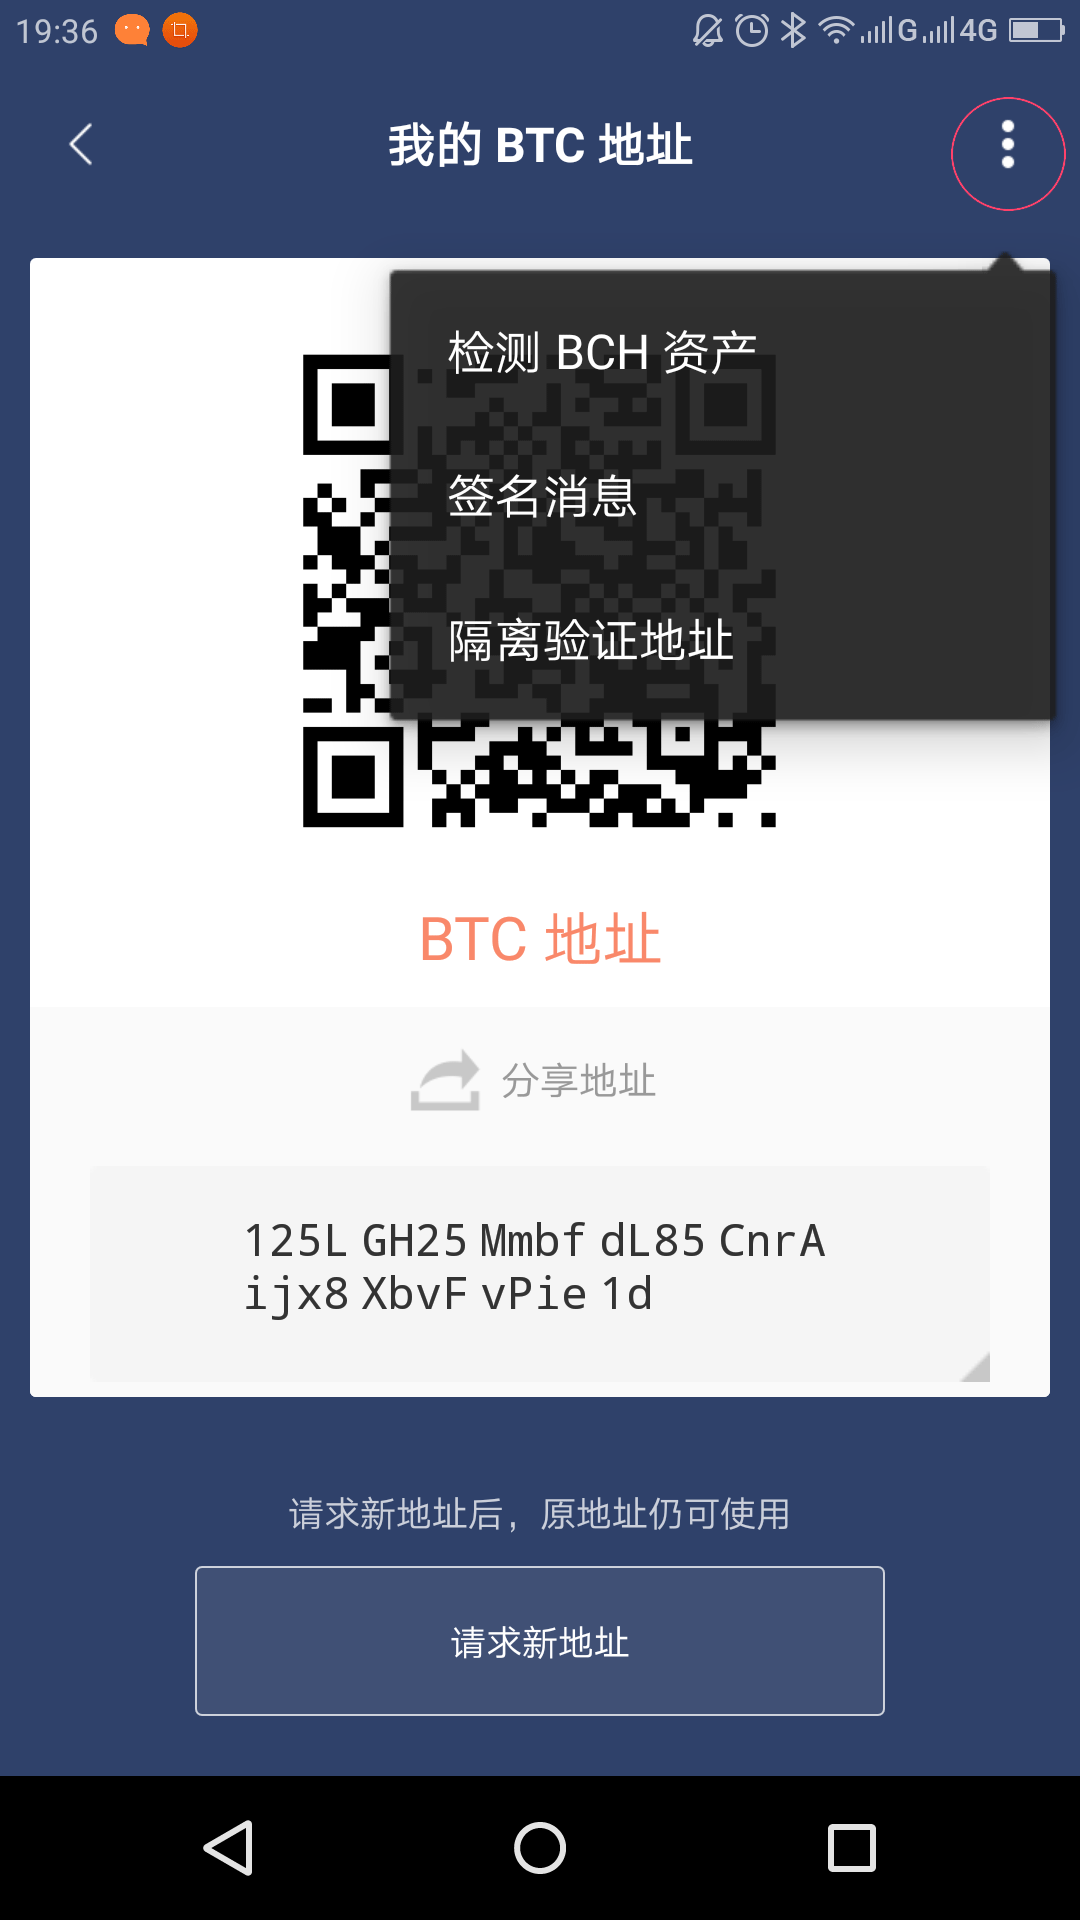 19:36
G 4G
我的 BTC 地址
检测 BCH 资产
签名消息
隔离验证地址
BTC 地址
分享地址
125L GH25 Mmbf dL85 CnrA
ijx8 XbvF vPie 1d
请求新地址后，原地址仍可使用
请求新地址